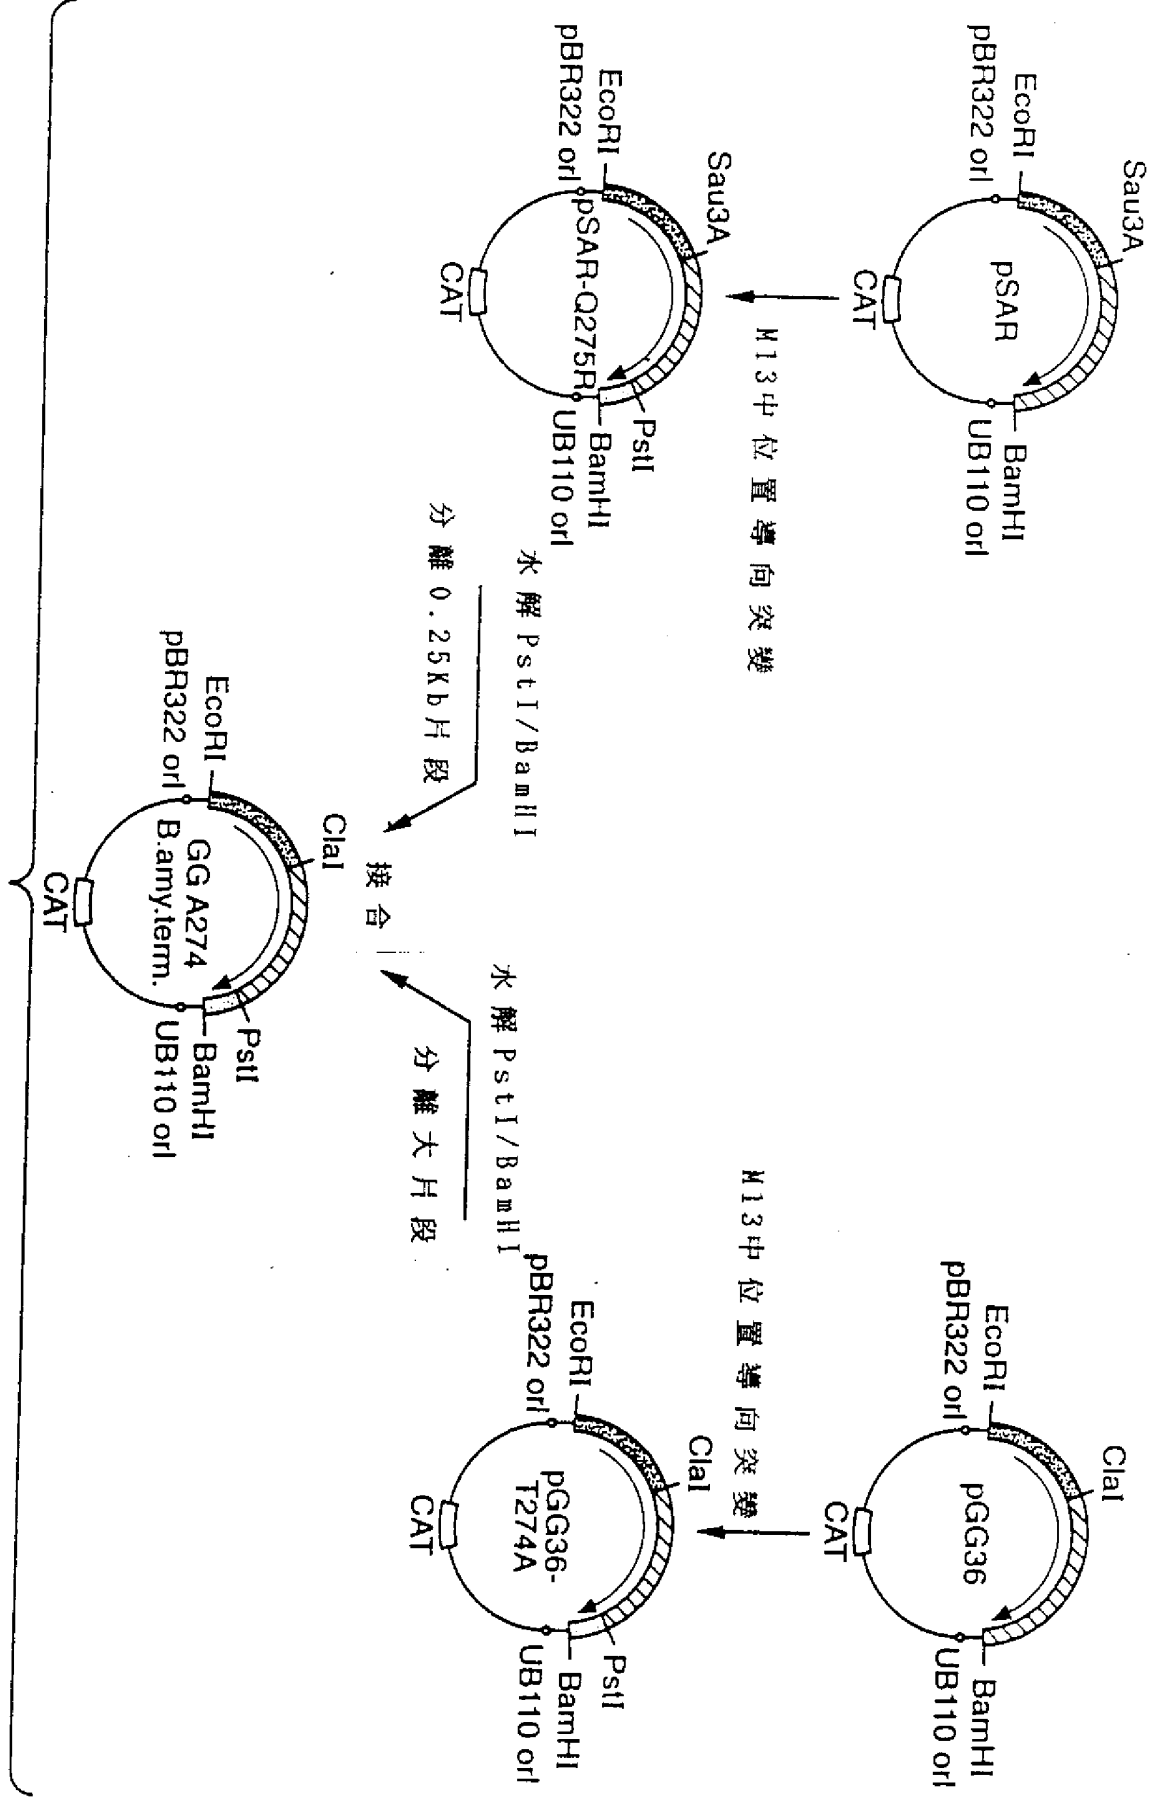 Sau3A
EcoRI
pBR322 orI
pSAR
BamHI
UB110 orI
CAT
M13中位置導向突變
Sau3A
EcoRI
pBR322 orI
pSAR-Q275R
PstI
BamHI
UB110 orI
CAT
水解PstI/BamHI
分離0.25Kb片段
ClaI
EcoRI
pBR322 orI
pGG36
BamHI
UB110 orI
CAT
M13中位置導向突變
ClaI
EcoRI
pBR322 orI
pGG36-
T274A
PstI
BamHI
UB110 orI
CAT
水解PstI/BamHI
分離大片段
接合
ClaI
EcoRI
pBR322 orI
GG A274
B.amy.term.
PstI
BamHI
UB110 orI
CAT